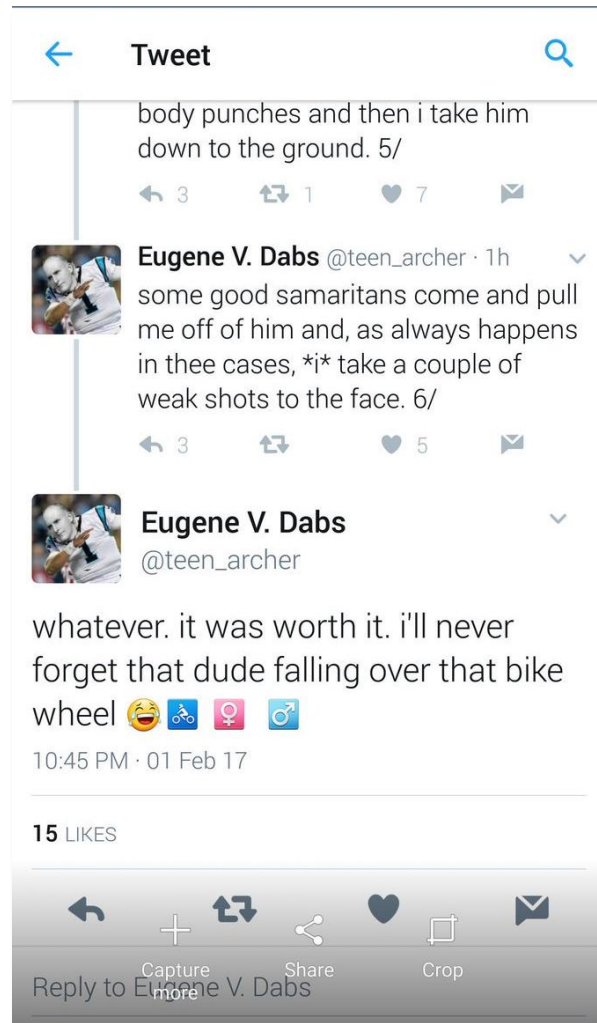 Tweet
body punches and then i take him
down to the ground. 5/
3 1 7
Eugene V. Dabs @teen_archer · 1h
some good samaritans come and pull
me off of him and, as always happens
in thee cases, *i* take a couple of
weak shots to the face. 6/
3 5
Eugene V. Dabs
@teen_archer
whatever. it was worth it. i'll never
forget that dude falling over that bike
wheel 😂🚴♀️♂️
10:45 PM · 01 Feb 17
15 LIKES
Capture
more
Share
Crop
Reply to Eugene V. Dabs